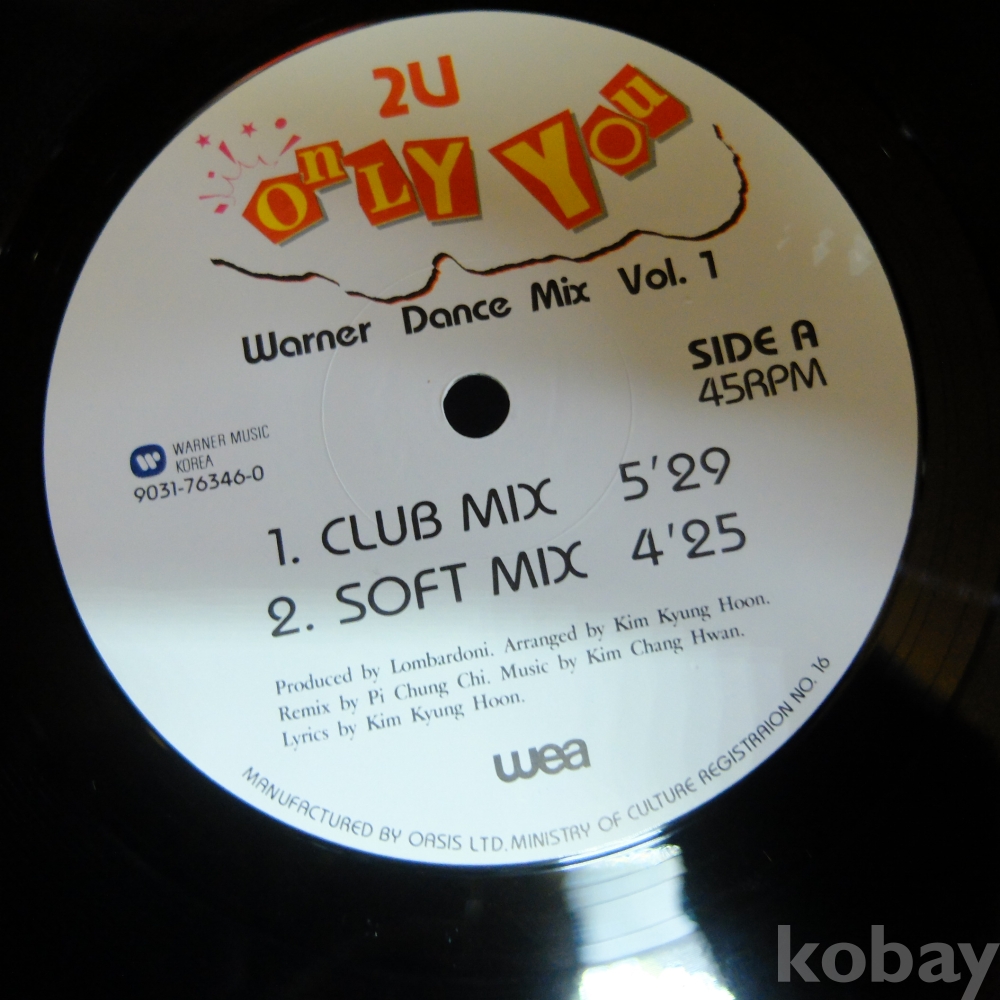 2U
OnLY YOu
Warner Dance Mix Vol. 1
SIDE A
45RPM
WARNER MUSIC
KOREA
9031-76346-0
1. CLUB MIX 5'29
2. SOFT MIX 4'25
Produced by Lombardoni. Arranged by Kim Kyung Hoon.
Remix by Pi Chung Chi. Music by Kim Chang Hwan.
Lyrics by Kim Kyung Hoon.
wea
MANUFACTURED BY OASIS LTD. MINISTRY OF CULTURE REGISTRAION NO. 16
kobay